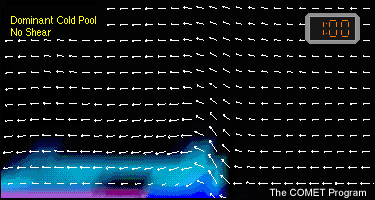 Dominant Cold Pool
No Shear
1:00
The COMET Program